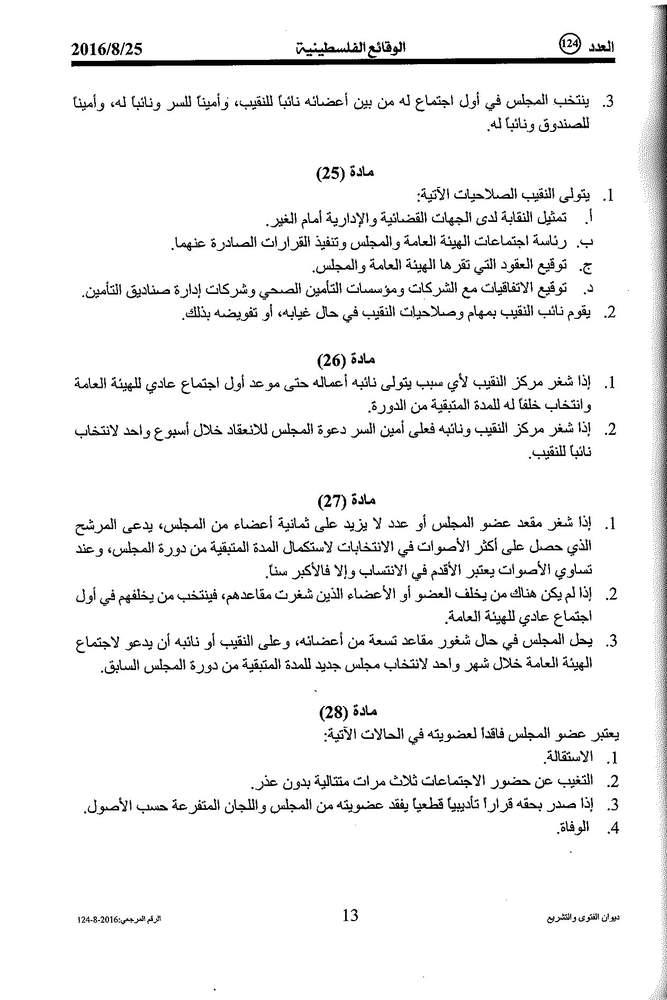 العدد 124 الوقائع الفلسطينية 2016/8/25
3. ينتخب المجلس في أول اجتماع له من بين أعضائه نائباً للنقيب، وأميناً للسر ونائباً له، وأميناً
للصندوق ونائباً له.
مادة (25)
1. يتولى النقيب الصلاحيات الآتية:
أ. تمثيل النقابة لدى الجهات القضائية والإدارية أمام الغير.
ب. رئاسة اجتماعات الهيئة العامة والمجلس وتنفيذ القرارات الصادرة عنهما.
ج. توقيع العقود التي تقرها الهيئة العامة والمجلس.
د. توقيع الاتفاقيات مع الشركات ومؤسسات التأمين الصحي وشركات إدارة صناديق التأمين.
2. يقوم نائب النقيب بمهام وصلاحيات النقيب في حال غيابه، أو تفويضه بذلك.
مادة (26)
1. إذا شغر مركز النقيب لأي سبب يتولى نائبه أعماله حتى موعد أول اجتماع عادي للهيئة العامة
وانتخاب خلفاً له للمدة المتبقية من الدورة.
2. إذا شغر مركز النقيب ونائبه فعلى أمين السر دعوة المجلس للانعقاد خلال أسبوع واحد لانتخاب
نائباً للنقيب.
مادة (27)
1. إذا شغر مقعد عضو المجلس أو عدد لا يزيد على ثمانية أعضاء من المجلس، يدعى المرشح
الذي حصل على أكثر الأصوات في الانتخابات لاستكمال المدة المتبقية من دورة المجلس، وعند
تساوي الأصوات يعتبر الأقدم في الانتساب وإلا فالأكبر سناً.
2. إذا لم يكن هناك من يخلف العضو أو الأعضاء الذين شغرت مقاعدهم، فينتخب من يخلفهم في أول
اجتماع عادي للهيئة العامة.
3. يحل المجلس في حال شغور مقاعد تسعة من أعضائه، وعلى النقيب أو نائبه أن يدعو لاجتماع
الهيئة العامة خلال شهر واحد لانتخاب مجلس جديد للمدة المتبقية من دورة المجلس السابق.
مادة (28)
يعتبر عضو المجلس فاقداً لعضويته في الحالات الآتية:
1. الاستقالة.
2. التغيب عن حضور الاجتماعات ثلاث مرات متتالية بدون عذر.
3. إذا صدر بحقه قراراً تأديبياً قطعياً يفقد عضويته من المجلس واللجان المتفرعة حسب الأصول.
4. الوفاة.
ديوان الفتوى والتشريع 13 الرقم المرجعي:2016-8-124